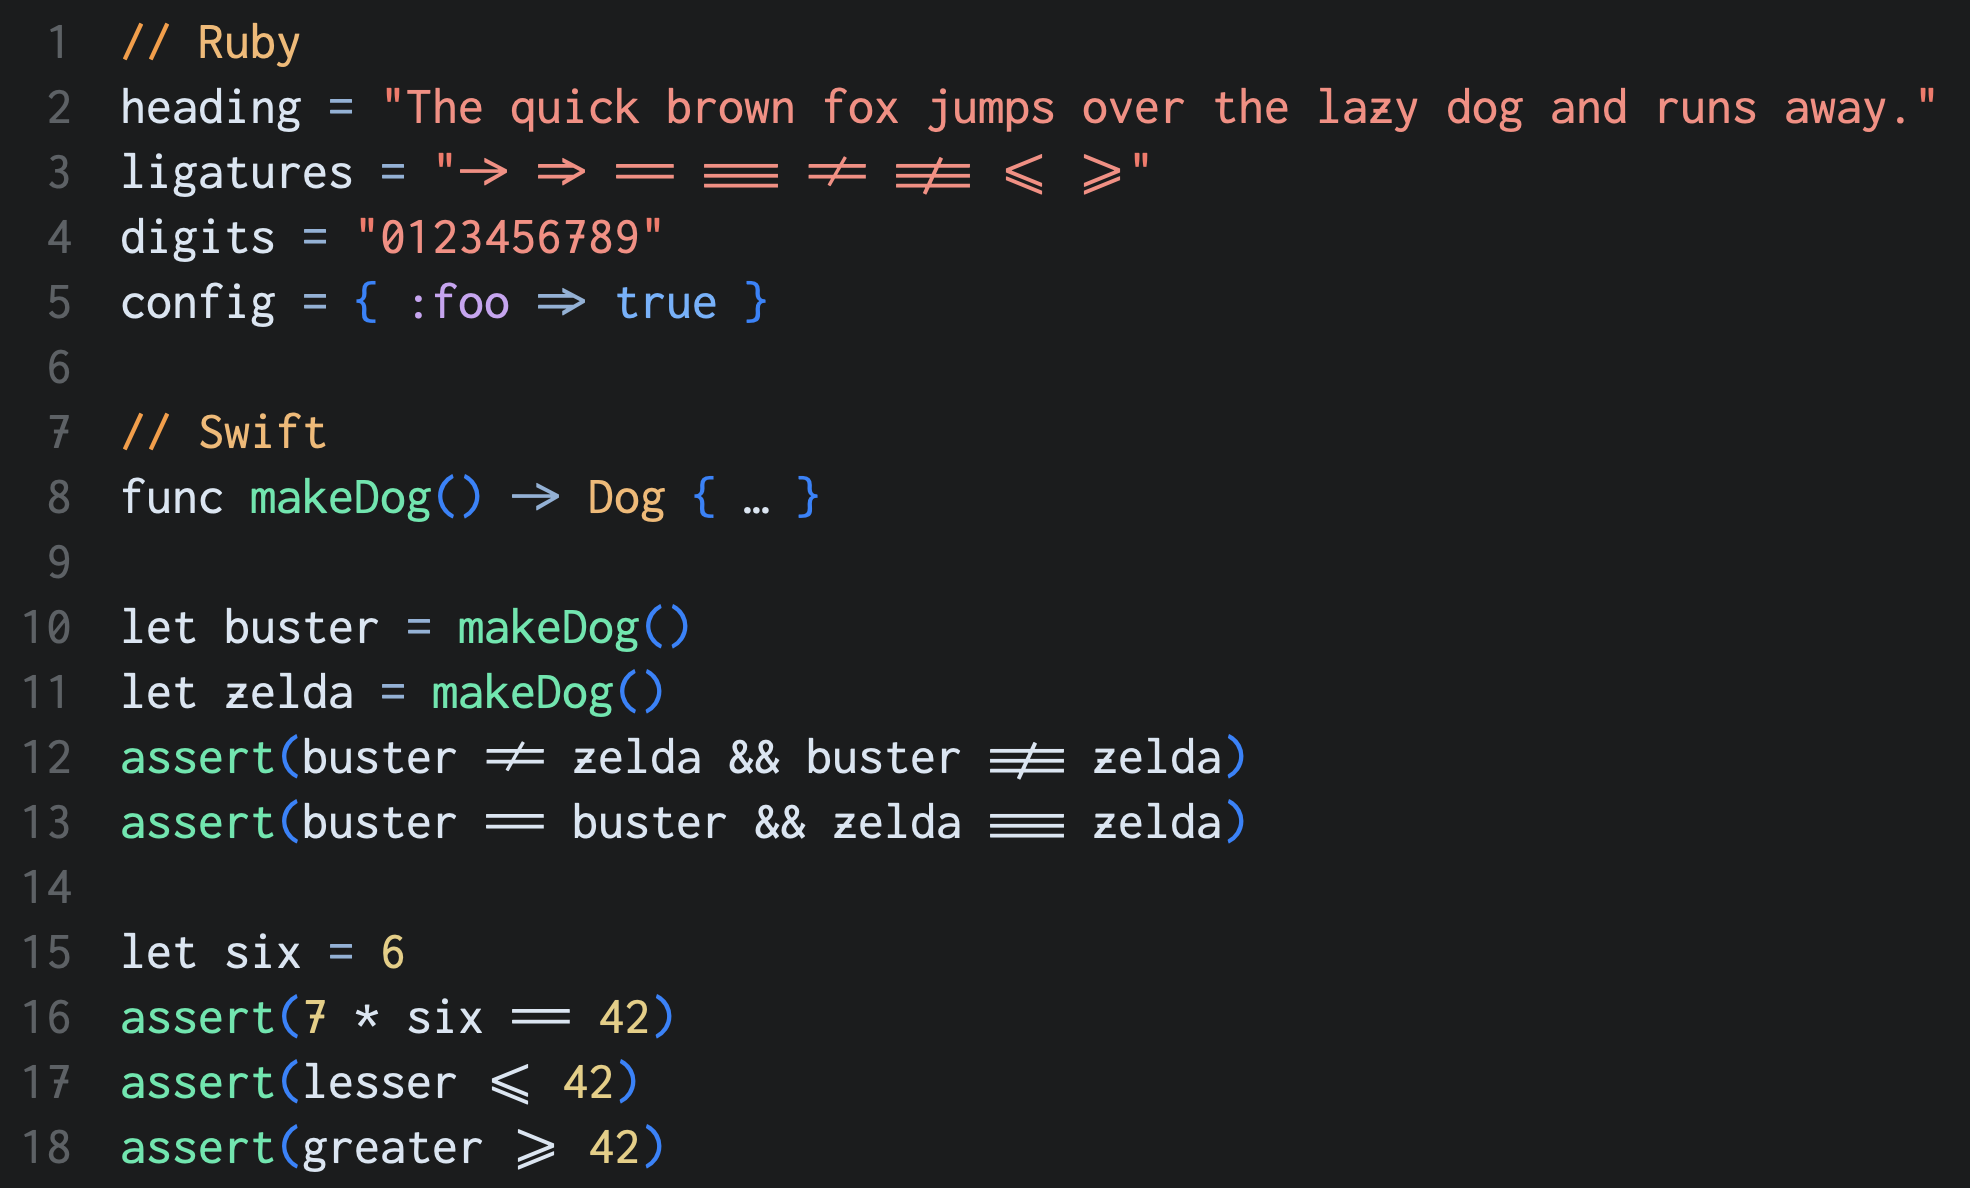 1 // Ruby
2 heading = "The quick brown fox jumps over the lazy dog and runs away."
3 ligatures = "-> => == === != !== <= >="
4 digits = "0123456789"
5 config = { :foo => true }
6
7 // Swift
8 func makeDog() -> Dog { … }
9
10 let buster = makeDog()
11 let zelda = makeDog()
12 assert(buster != zelda && buster !== zelda)
13 assert(buster == buster && zelda === zelda)
14
15 let six = 6
16 assert(7 * six == 42)
17 assert(lesser <= 42)
18 assert(greater >= 42)